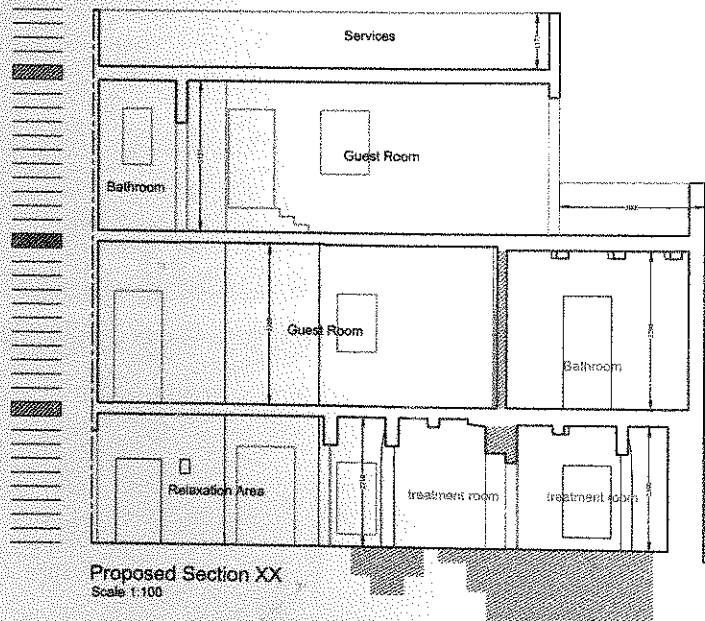 Services
Guest Room
Bathroom
Guest Room
Bathroom
Relaxation Area
treatment room
treatment room
Proposed Section XX
Scale 1:100